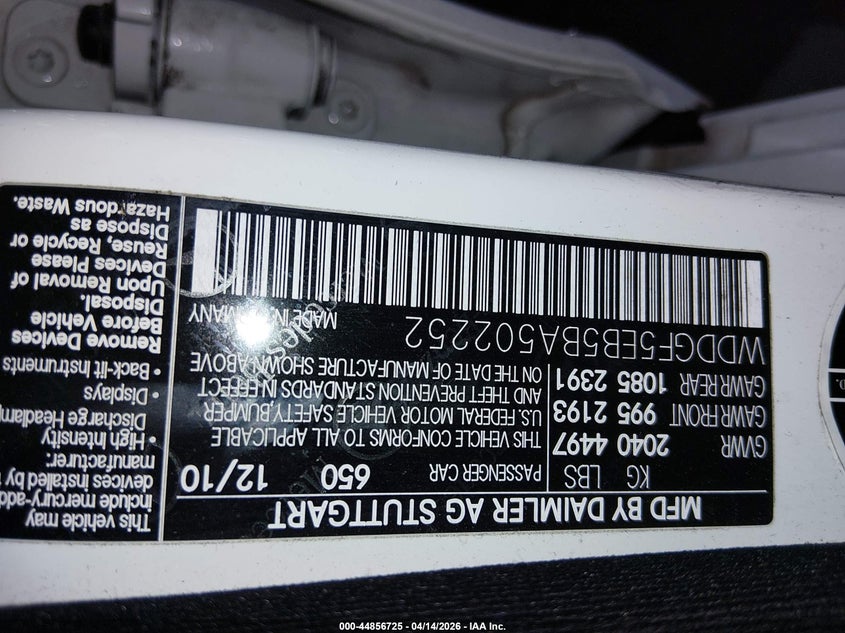 MFD BY DAIMLER AG STUTTGART
KG LBS PASSENGER CAR 650 12/10
GVWR 2040 4497
GAWR FRONT 995 2193
GAWR REAR 1085 2391
THIS VEHICLE CONFORMS TO ALL APPLICABLE
U.S. FEDERAL MOTOR VEHICLE SAFETY, BUMPER
AND THEFT PREVENTION STANDARDS IN EFFECT
ON THE DATE OF MANUFACTURE SHOWN ABOVE
WDDGF5EB5BA502252 MADE IN GERMANY
This vehicle may
include mercury-add
devices installed by
manufacturer:
• High Intensity
Discharge Headlamp
• Displays
• Back-lit Instruments
Remove Devices
Before Vehicle
Disposal.
Upon Removal of
Devices Please
Reuse, Recycle or
Dispose as
Hazardous Waste.
000-44856725 - 04/14/2026 - IAA Inc.